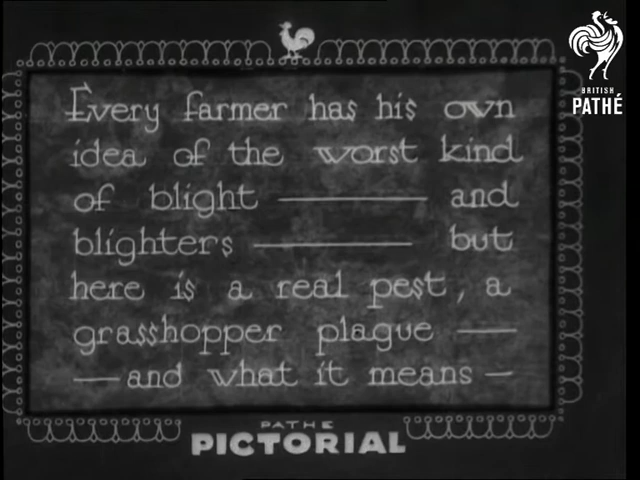 BRITISH
PATHÉ
Every farmer has his own
idea of the worst kind
of blight ——— and
blighters ——— but
here is a real pest, a
grasshopper plague —
— and what it means —
PATHE
PICTORIAL